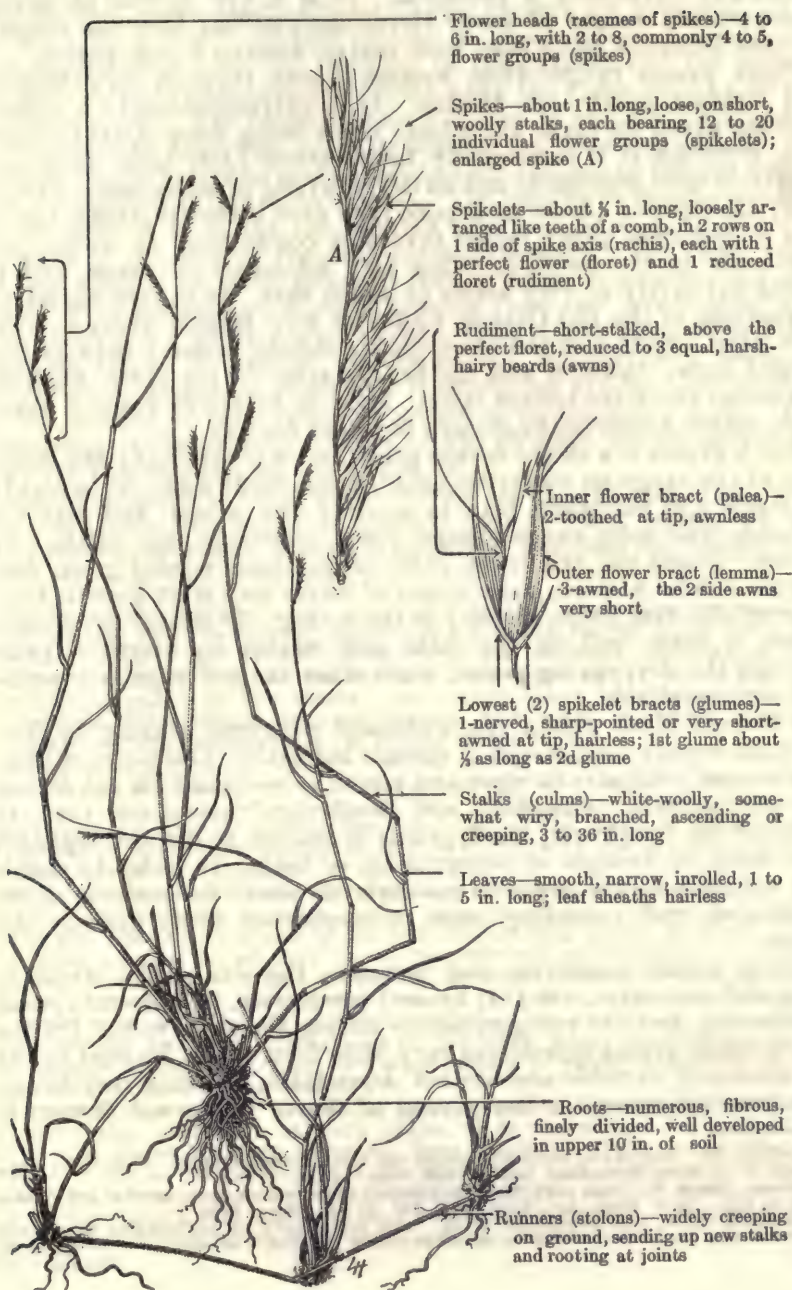 Flower heads (racemes of spikes)—4 to
6 in. long, with 2 to 8, commonly 4 to 5,
flower groups (spikes)
Spikes—about 1 in. long, loose, on short,
woolly stalks, each bearing 12 to 20
individual flower groups (spikelets);
enlarged spike (A)
A
Spikelets—about in. long, loosely ar-
ranged like teeth of a comb, in 2 rows on
1 side of spike axis (rachis), each with 1
perfect flower (floret) and 1 reduced
floret (rudiment)
Rudiment—short-stalked, above the
perfect floret, reduced to 3 equal, harsh-
hairy beards (awns)
Inner flower bract (palea)—
2-toothed at tip, awnless
Outer flower bract (lemma)—
3-awned, the 2 side awns
very short
Lowest (2) spikelet bracts (glumes)—
1-nerved, sharp-pointed or very short-
awned at tip, hairless; 1st glume about
as long as 2d glume
Stalks (culms)—white-woolly, some-
what wiry, branched, ascending or
creeping, 3 to 36 in. long
Leaves—smooth, narrow, inrolled, 1 to
5 in. long; leaf sheaths hairless
Roots—numerous, fibrous,
finely divided, well developed
in upper 10 in. of soil
Runners (stolons)—widely creeping
on ground, sending up new stalks
and rooting at joints
LH